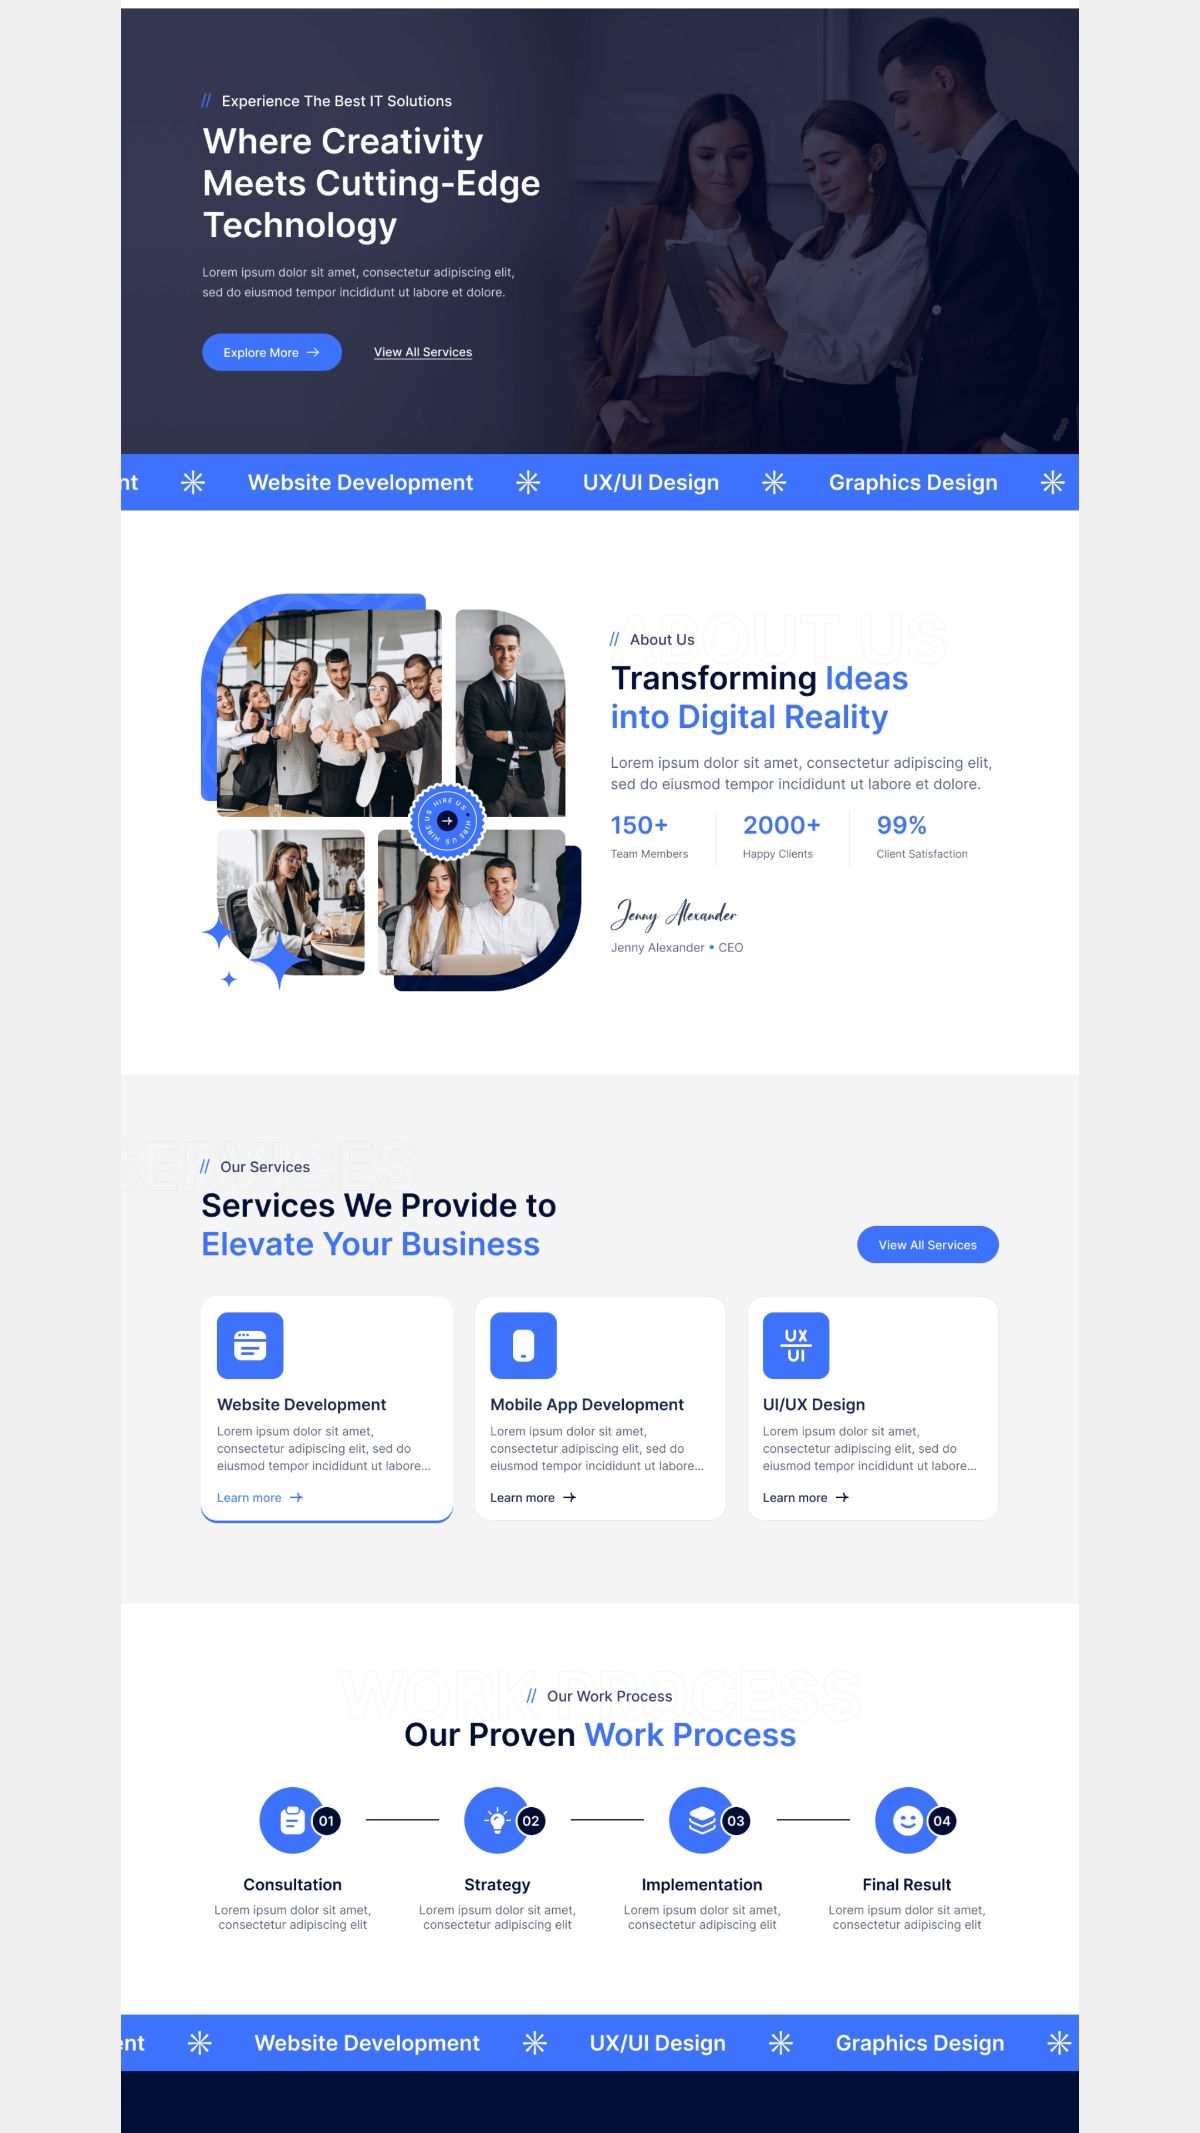 // Experience The Best IT Solutions
Where Creativity
Meets Cutting-Edge
Technology
Lorem ipsum dolor sit amet, consectetur adipiscing elit,
sed do eiusmod tempor incididunt ut labore et dolore.
Explore More → View All Services
nt Website Development UX/UI Design Graphics Design
ABOUT US
// About Us
Transforming Ideas
into Digital Reality
Lorem ipsum dolor sit amet, consectetur adipiscing elit,
sed do eiusmod tempor incididunt ut labore et dolore.
150+ 2000+ 99%
Team Members Happy Clients Client Satisfaction
HIRE US • HIRE US HIRE US
Jenny Alexander
Jenny Alexander • CEO
SERVICES
// Our Services
Services We Provide to
Elevate Your Business
View All Services
UX
UI
Website Development Mobile App Development UI/UX Design
Lorem ipsum dolor sit amet, Lorem ipsum dolor sit amet, Lorem ipsum dolor sit amet,
consectetur adipiscing elit, sed do consectetur adipiscing elit, sed do consectetur adipiscing elit, sed do
eiusmod tempor incididunt ut labore... eiusmod tempor incididunt ut labore... eiusmod tempor incididunt ut labore...
Learn more → Learn more → Learn more →
WORK PROCESS
// Our Work Process
Our Proven Work Process
01 02 03 04
Consultation Strategy Implementation Final Result
Lorem ipsum dolor sit amet, Lorem ipsum dolor sit amet, Lorem ipsum dolor sit amet, Lorem ipsum dolor sit amet,
consectetur adipiscing elit consectetur adipiscing elit consectetur adipiscing elit consectetur adipiscing elit
ent Website Development UX/UI Design Graphics Design